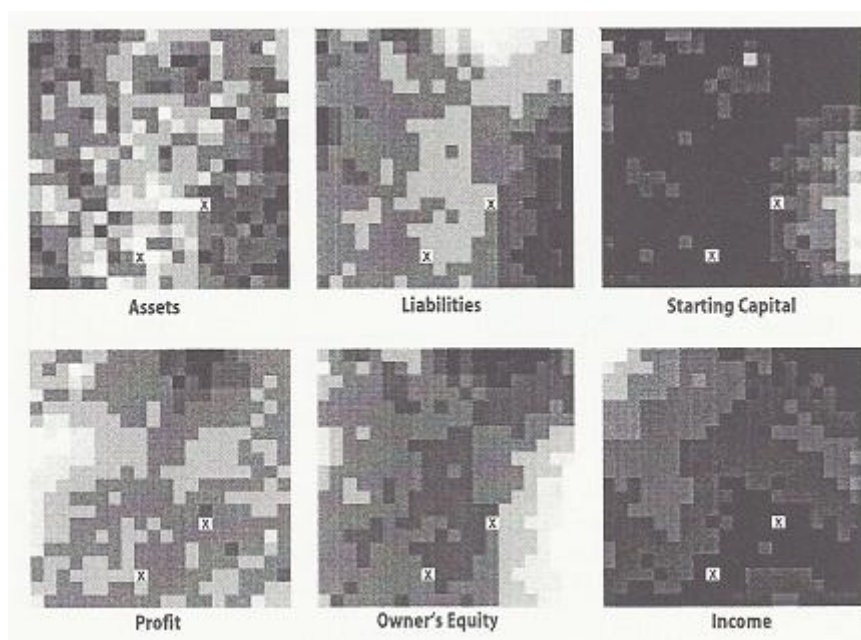 X
X
X
X
X
X
Assets
Liabilities
Starting Capital
X
X
X
X
X
X
Profit
Owner's Equity
Income